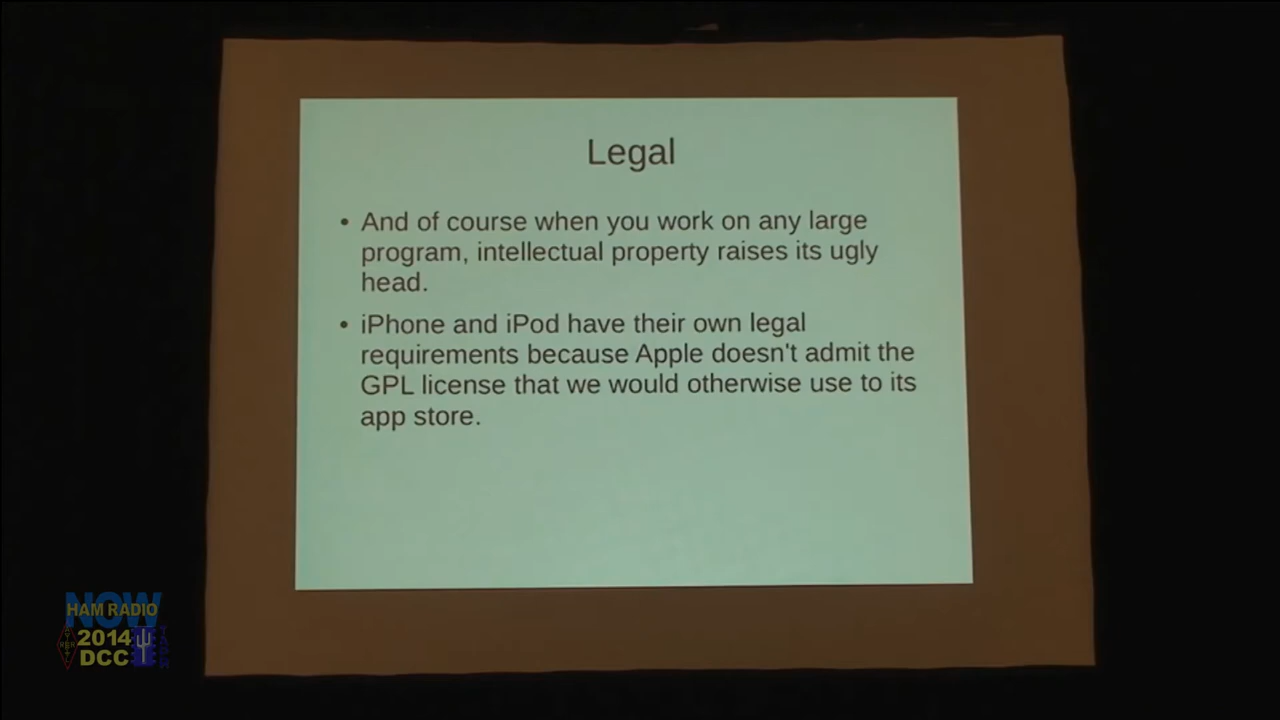 Legal
• And of course when you work on any large
program, intellectual property raises its ugly
head.
• iPhone and iPod have their own legal
requirements because Apple doesn't admit the
GPL license that we would otherwise use to its
app store.
NOW
HAM RADIO
2014
DCC
TAPR